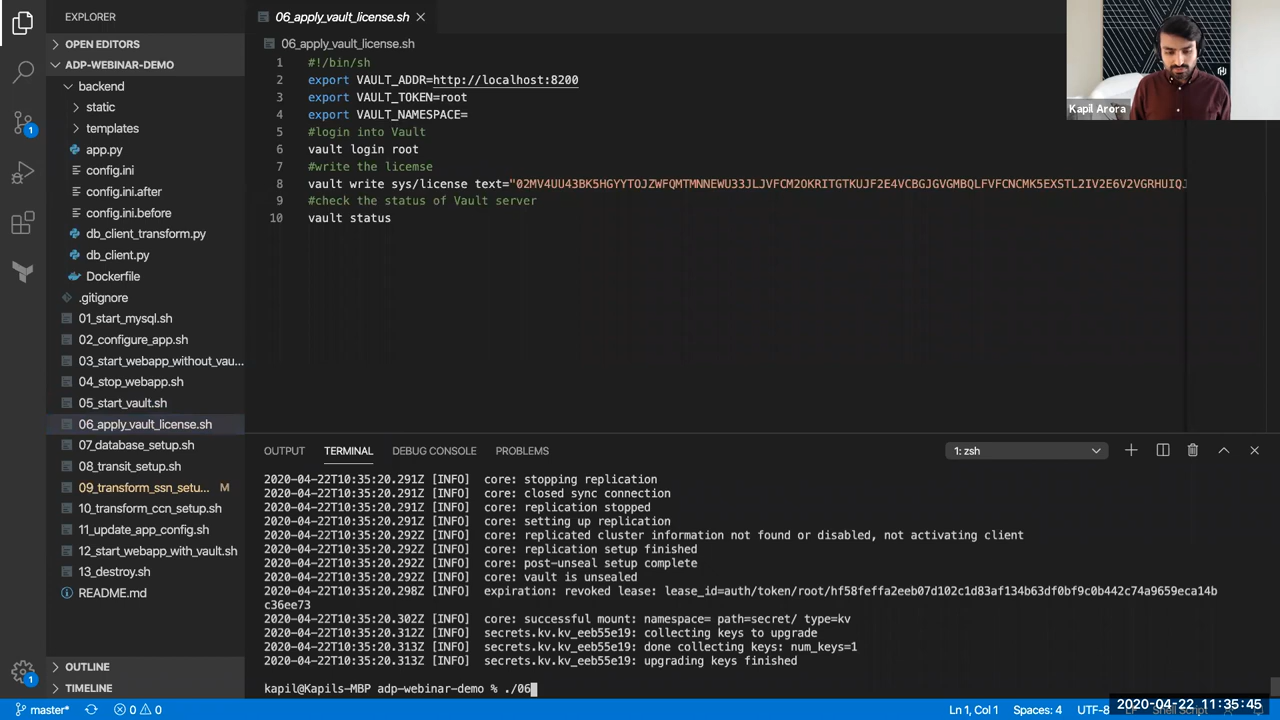 EXPLORER
OPEN EDITORS
ADP-WEBINAR-DEMO
backend
static
templates
app.py
config.ini
config.ini.after
config.ini.before
db_client_transform.py
db_client.py
Dockerfile
.gitignore
01_start_mysql.sh
02_configure_app.sh
03_start_webapp_without_vau...
04_stop_webapp.sh
05_start_vault.sh
06_apply_vault_license.sh
07_database_setup.sh
08_transit_setup.sh
09_transform_ssn_setu... M
10_transform_ccn_setup.sh
11_update_app_config.sh
12_start_webapp_with_vault.sh
13_destroy.sh
README.md
OUTLINE
TIMELINE
06_apply_vault_license.sh
06_apply_vault_license.sh
1 #!/bin/sh
2 export VAULT_ADDR=http://localhost:8200
3 export VAULT_TOKEN=root
4 export VAULT_NAMESPACE=
5 #login into Vault
6 vault login root
7 #write the licemse
8 vault write sys/license text=
9 #check the status of Vault server
10 vault status
Kapil Arora
OUTPUT TERMINAL DEBUG CONSOLE PROBLEMS 1: zsh
2020-04-22T10:35:20.291Z [INFO] core: stopping replication
2020-04-22T10:35:20.291Z [INFO] core: closed sync connection
2020-04-22T10:35:20.291Z [INFO] core: replication stopped
2020-04-22T10:35:20.291Z [INFO] core: setting up replication
2020-04-22T10:35:20.292Z [INFO] core: replicated cluster information not found or disabled, not activating client
2020-04-22T10:35:20.292Z [INFO] core: replication setup finished
2020-04-22T10:35:20.292Z [INFO] core: post-unseal setup complete
2020-04-22T10:35:20.292Z [INFO] core: vault is unsealed
2020-04-22T10:35:20.298Z [INFO] expiration: revoked lease: lease_id=auth/token/root/hf58feffa2eeb07d102c1d83af134b63df0bf9c0b442c74a9659eca14b
c36ee73
2020-04-22T10:35:20.302Z [INFO] core: successful mount: namespace= path=secret/ type=kv
2020-04-22T10:35:20.312Z [INFO] secrets.kv.kv_eeb55e19: collecting keys to upgrade
2020-04-22T10:35:20.313Z [INFO] secrets.kv.kv_eeb55e19: done collecting keys: num_keys=1
2020-04-22T10:35:20.313Z [INFO] secrets.kv.kv_eeb55e19: upgrading keys finished
kapil@Kapils-MBP adp-webinar-demo % ./06
master* 0 0 Ln 1, Col 1 Spaces: 4 UTF-8
2020-04-22 11:35:45